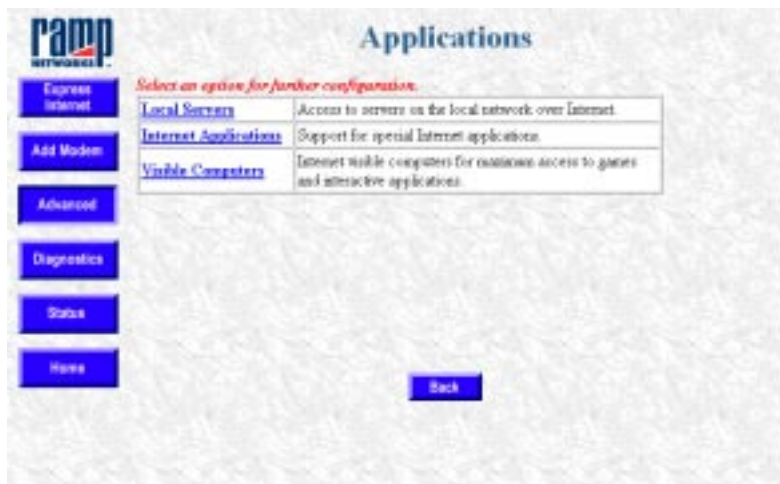 ramp
NETWORKS
Applications
Express
Internet
Add Modem
Advanced
Diagnostics
Status
Home
Select an option for further configuration.
Local Servers
Access to servers on the local network over Internet.
Internet Applications
Support for special Internet applications.
Visible Computers
Internet visible computers for maximum access to games
and interactive applications.
Back